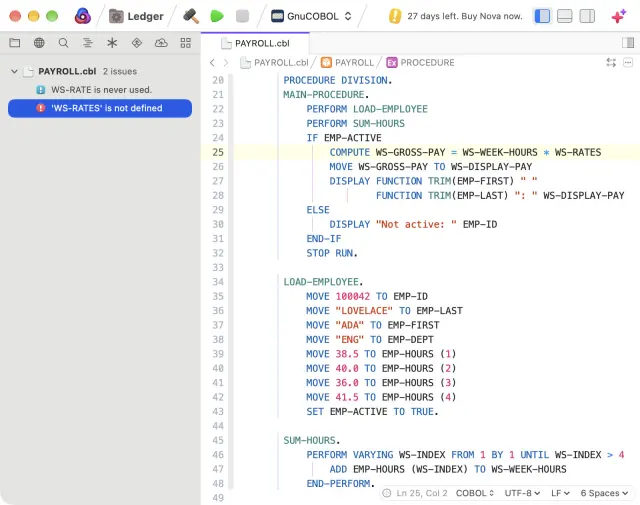 Ledger
GnuCOBOL
27 days left. Buy Nova now.
PAYROLL.cbl 2 issues
WS-RATE is never used.
'WS-RATES' is not defined
PAYROLL.cbl
PAYROLL.cbl PAYROLL Ex PROCEDURE
20 PROCEDURE DIVISION.
21 MAIN-PROCEDURE.
22 PERFORM LOAD-EMPLOYEE
23 PERFORM SUM-HOURS
24 IF EMP-ACTIVE
25 COMPUTE WS-GROSS-PAY = WS-WEEK-HOURS * WS-RATES
26 MOVE WS-GROSS-PAY TO WS-DISPLAY-PAY
27 DISPLAY FUNCTION TRIM(EMP-FIRST) " "
28 FUNCTION TRIM(EMP-LAST) ": " WS-DISPLAY-PAY
29 ELSE
30 DISPLAY "Not active: " EMP-ID
31 END-IF
32 STOP RUN.
33
34 LOAD-EMPLOYEE.
35 MOVE 100042 TO EMP-ID
36 MOVE "LOVELACE" TO EMP-LAST
37 MOVE "ADA" TO EMP-FIRST
38 MOVE "ENG" TO EMP-DEPT
39 MOVE 38.5 TO EMP-HOURS (1)
40 MOVE 40.0 TO EMP-HOURS (2)
41 MOVE 36.0 TO EMP-HOURS (3)
42 MOVE 41.5 TO EMP-HOURS (4)
43 SET EMP-ACTIVE TO TRUE.
44
45 SUM-HOURS.
46 PERFORM VARYING WS-INDEX FROM 1 BY 1 UNTIL WS-INDEX > 4
47 ADD EMP-HOURS (WS-INDEX) TO WS-WEEK-HOURS
48 END-PERFORM.
49
Ln 25, Col 2 COBOL UTF-8 LF 6 Spaces